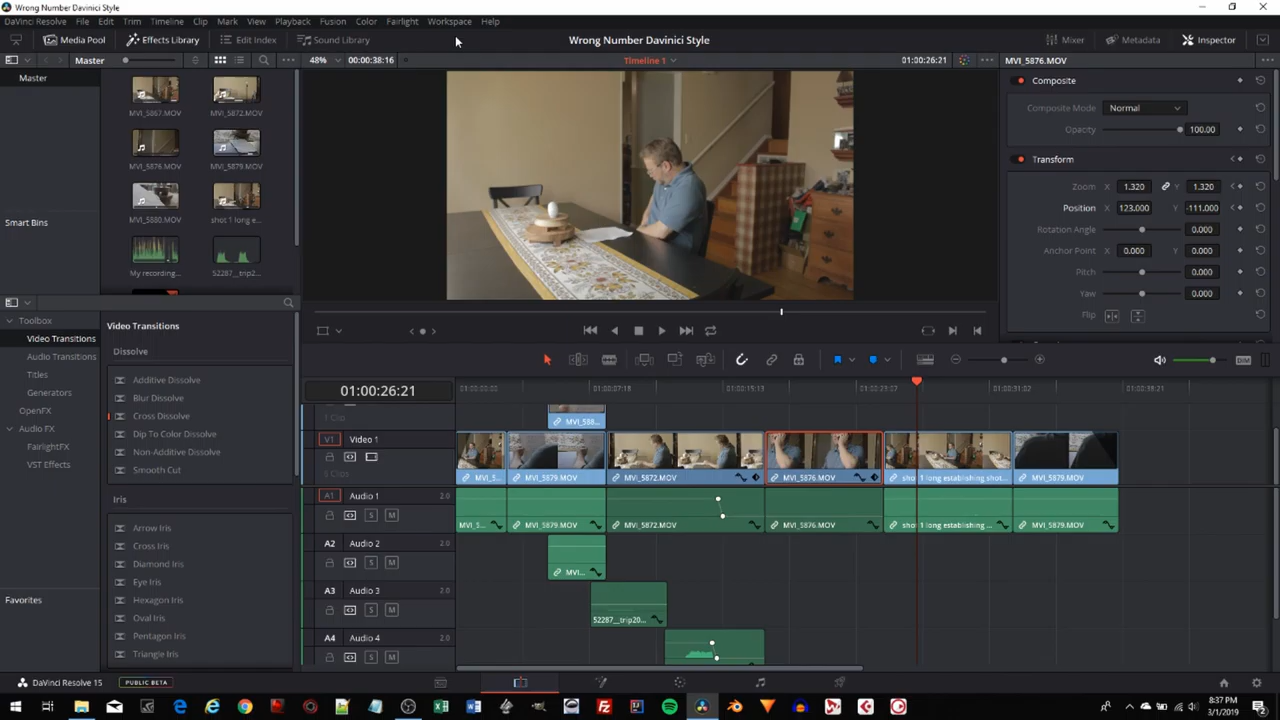 Wrong Number Davinici Style
DaVinci Resolve File Edit Trim Timeline Clip Mark View Playback Fusion Color Fairlight Workspace Help
Media Pool Effects Library Edit Index Sound Library Wrong Number Davinici Style Mixer Metadata Inspector
Master 48% 00:00:38:16 Timeline 1 01:00:26:21 MVI_5876.MOV
Master
MVI_5867.MOV MVI_5872.MOV
MVI_5876.MOV MVI_5879.MOV
MVI_5880.MOV shot 1 long e...
My recording... 52287__trip2...
Smart Bins
Composite
Composite Mode Normal
Opacity 100.00
Transform
Zoom X 1.320 Y 1.320
Position X 123.000 Y -111.000
Rotation Angle 0.000
Anchor Point X 0.000 Y 0.000
Pitch 0.000
Yaw 0.000
Flip
Toolbox
Video Transitions
Audio Transitions
Titles
Generators
OpenFX
Audio FX
FairlightFX
VST Effects
Favorites
Video Transitions
Dissolve
Additive Dissolve
Blur Dissolve
Cross Dissolve
Dip To Color Dissolve
Non-Additive Dissolve
Smooth Cut
Iris
Arrow Iris
Cross Iris
Diamond Iris
Eye Iris
Hexagon Iris
Oval Iris
Pentagon Iris
Triangle Iris
DIM
01:00:26:21
01:00:00:00 01:00:07:18 01:00:15:13 01:00:23:07 01:00:31:02 01:00:38:21
1 Clip MVI_588...
V1 Video 1
5 Clips
MVI_5... MVI_5879.MOV MVI_5872.MOV MVI_5876.MOV shot 1 long establishing shot... MVI_5879.MOV
A1 Audio 1 2.0
S M
MVI_5... MVI_5879.MOV MVI_5872.MOV MVI_5876.MOV shot 1 long establishing ... MVI_5879.MOV
A2 Audio 2 2.0
S M MVI...
A3 Audio 3 2.0
S M 52287__trip20...
A4 Audio 4 2.0
S M
DaVinci Resolve 15 PUBLIC BETA
8:37 PM
3/1/2019